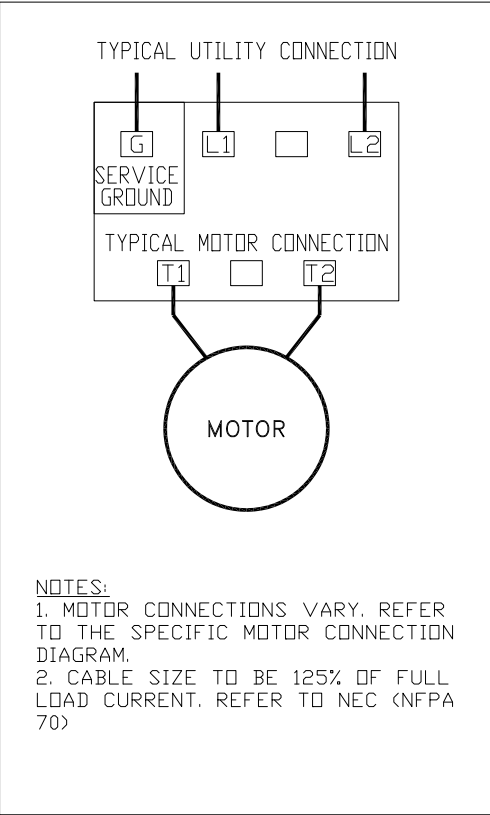 TYPICAL UTILITY CONNECTION
G L1 L2
SERVICE
GROUND
TYPICAL MOTOR CONNECTION
T1 T2
MOTOR
NOTES:
1. MOTOR CONNECTIONS VARY. REFER
TO THE SPECIFIC MOTOR CONNECTION
DIAGRAM.
2. CABLE SIZE TO BE 125% OF FULL
LOAD CURRENT. REFER TO NEC (NFPA
70)